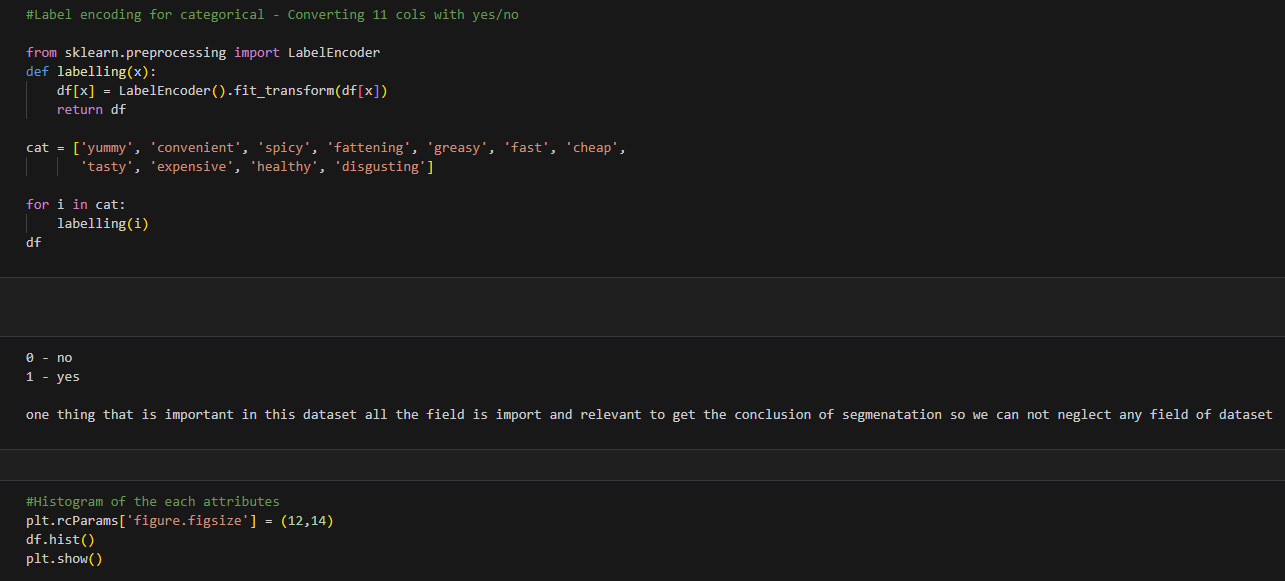 #Label encoding for categorical - Converting 11 cols with yes/no
from sklearn.preprocessing import LabelEncoder
def labelling(x):
    df[x] = LabelEncoder().fit_transform(df[x])
    return df
cat = ['yummy', 'convenient', 'spicy', 'fattening', 'greasy', 'fast', 'cheap',
       'tasty', 'expensive', 'healthy', 'disgusting']
for i in cat:
    labelling(i)
df
0 - no
1 - yes
one thing that is important in this dataset all the field is import and relevant to get the conclusion of segmenatation so we can not neglect any field of dataset
#Histogram of the each attributes
plt.rcParams['figure.figsize'] = (12,14)
df.hist()
plt.show()